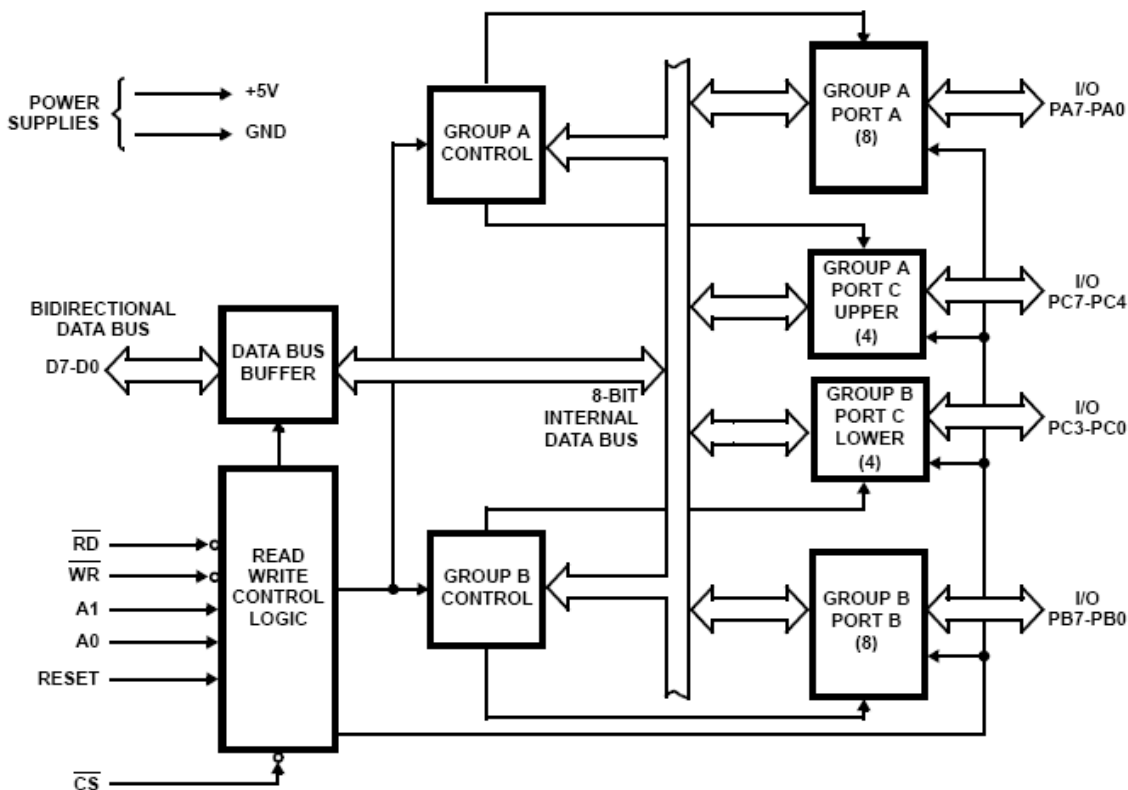 POWER
SUPPLIES
+5V
GND
GROUP A
CONTROL
GROUP A
PORT A
(8)
I/O
PA7-PA0
GROUP A
PORT C
UPPER
(4)
I/O
PC7-PC4
BIDIRECTIONAL
DATA BUS
D7-D0
DATA BUS
BUFFER
8-BIT
INTERNAL
DATA BUS
GROUP B
PORT C
LOWER
(4)
I/O
PC3-PC0
RD
WR
A1
A0
RESET
CS
READ
WRITE
CONTROL
LOGIC
GROUP B
CONTROL
GROUP B
PORT B
(8)
I/O
PB7-PB0